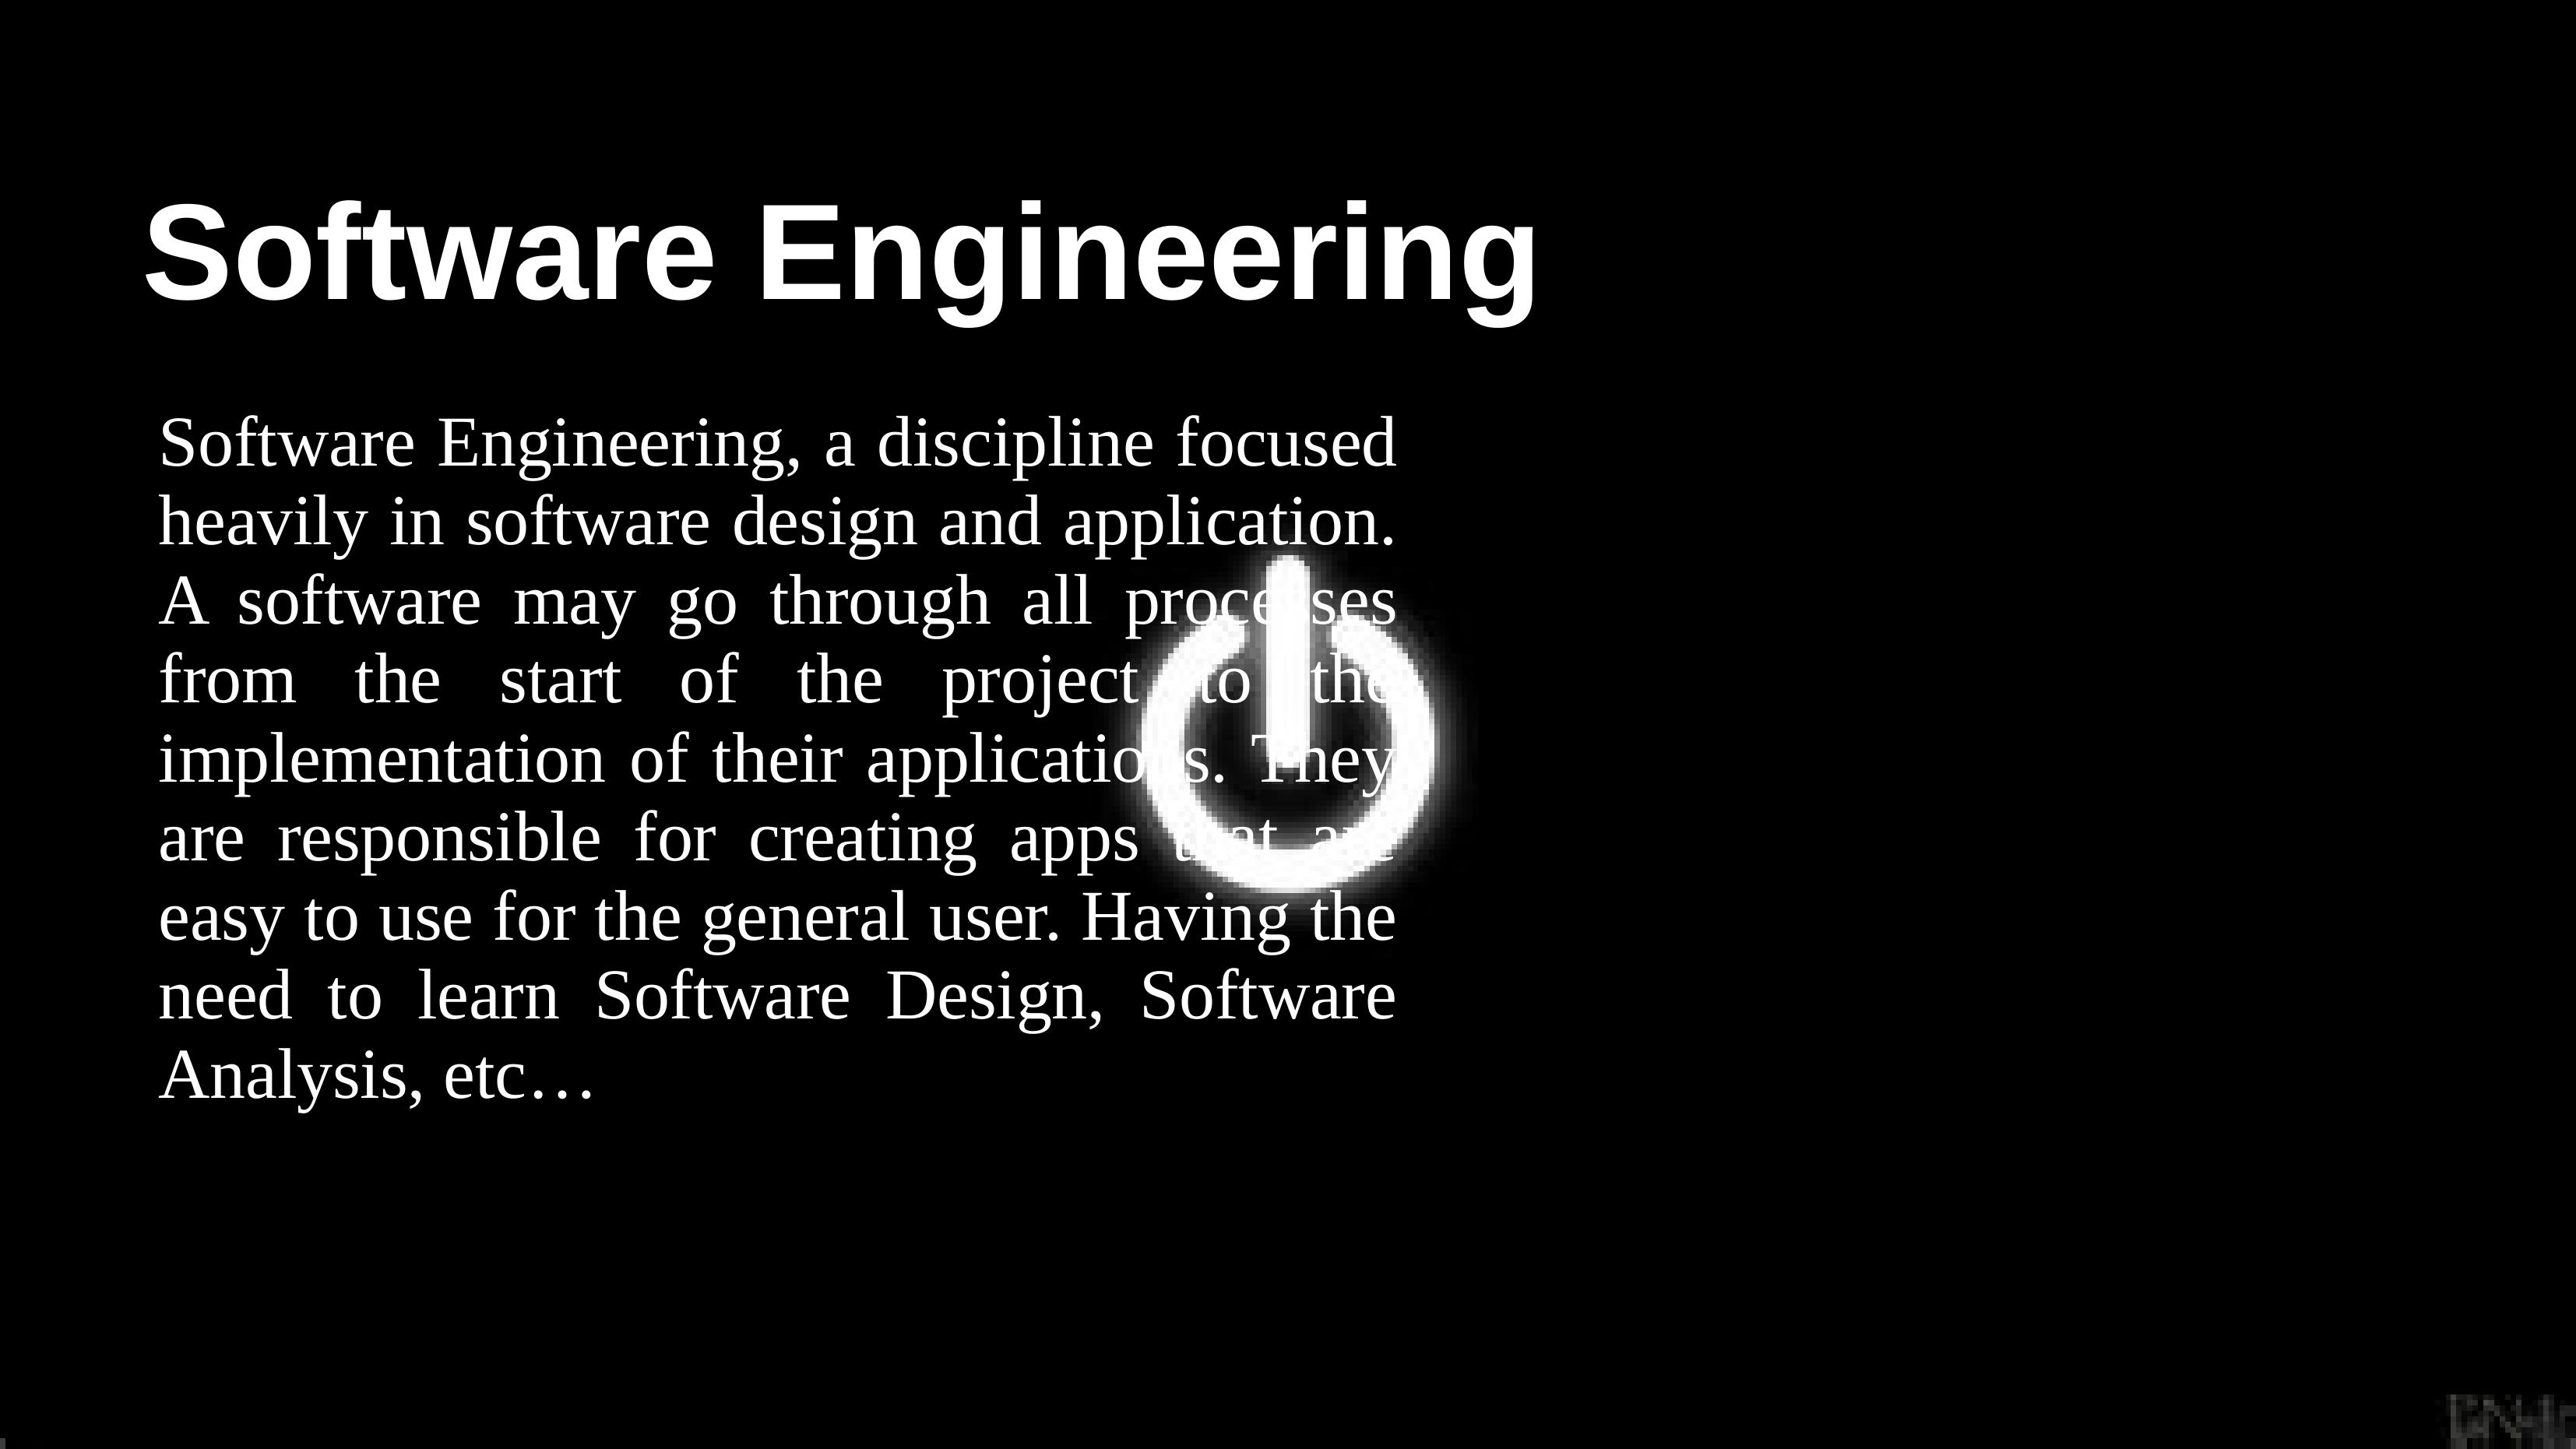 Software Engineering
Software Engineering, a discipline focused
heavily in software design and application.
A software may go through all processes
from the start of the project to the
implementation of their applications. They
are responsible for creating apps that are
easy to use for the general user. Having the
need to learn Software Design, Software
Analysis, etc…